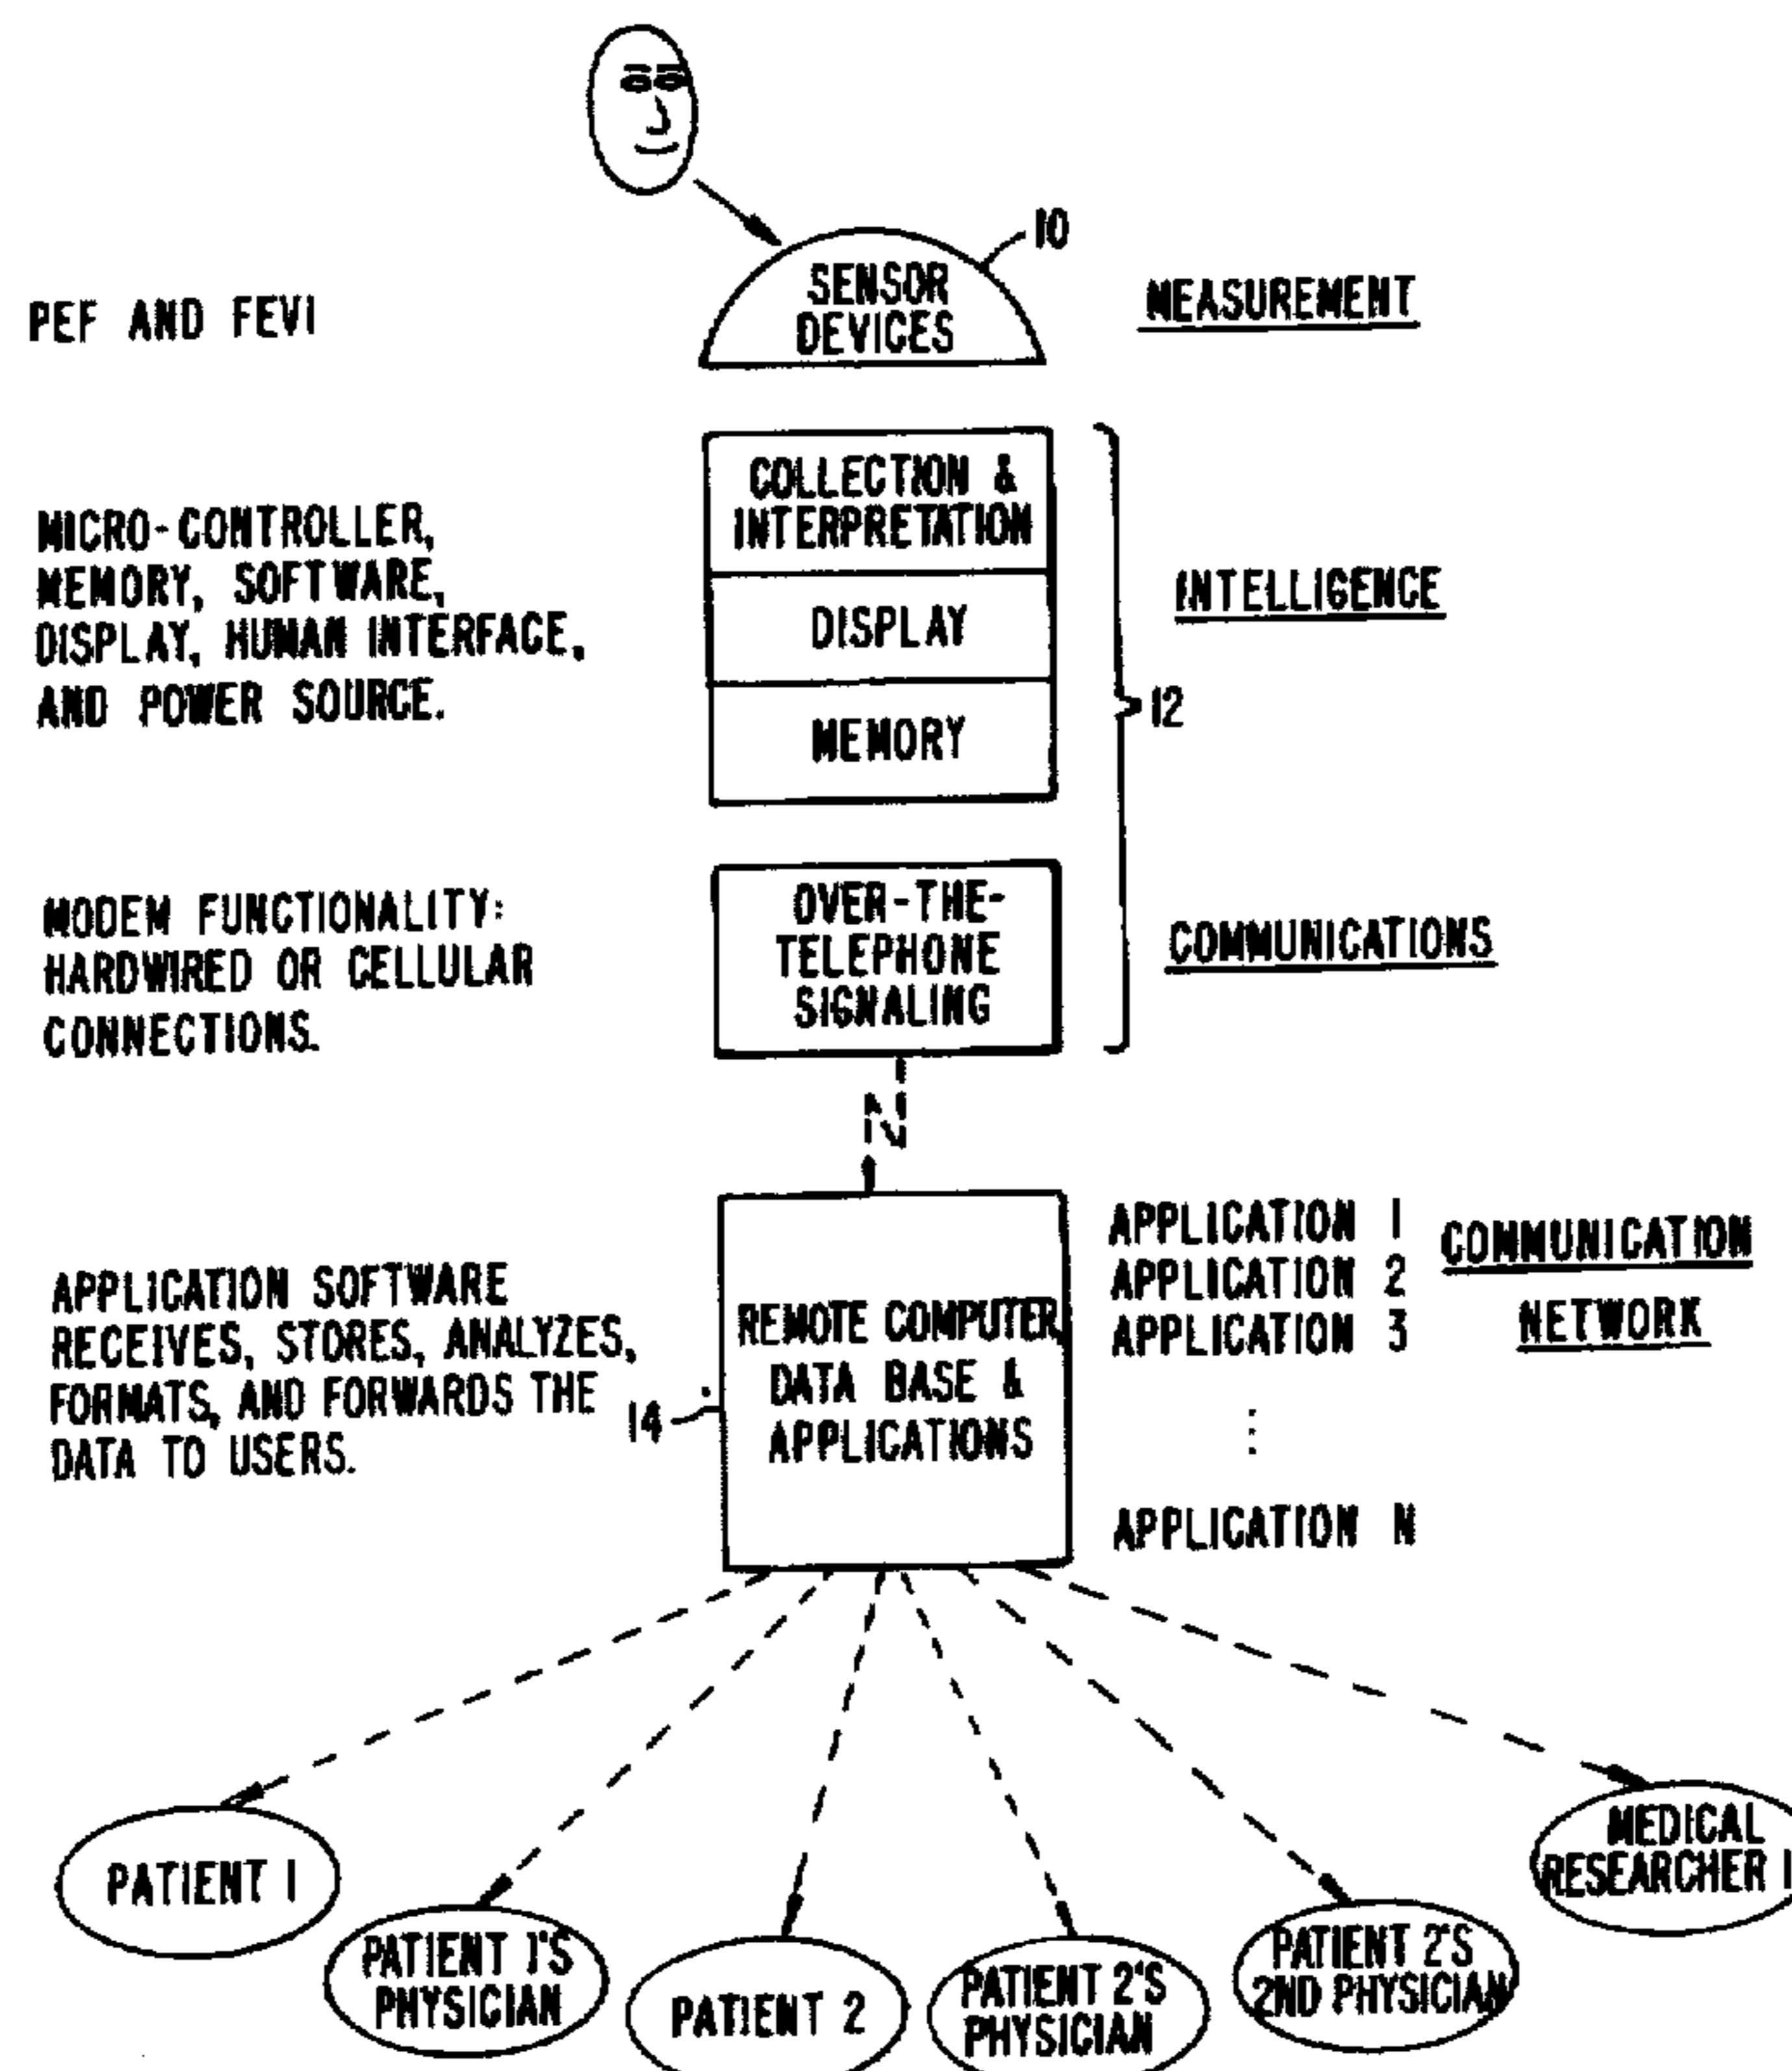 10
SENSOR
DEVICES
PEF AND FEV1
MEASUREMENT
COLLECTION &
INTERPRETATION
DISPLAY
MEMORY
MICRO-CONTROLLER,
MEMORY, SOFTWARE,
DISPLAY, HUMAN INTERFACE,
AND POWER SOURCE.
INTELLIGENCE
12
MODEM FUNCTIONALITY:
HARDWIRED OR CELLULAR
CONNECTIONS.
OVER-THE-
TELEPHONE
SIGNALING
COMMUNICATIONS
APPLICATION SOFTWARE
RECEIVES, STORES, ANALYZES,
FORMATS, AND FORWARDS THE
DATA TO USERS.
14
REMOTE COMPUTER,
DATA BASE &
APPLICATIONS
APPLICATION 1
APPLICATION 2
APPLICATION 3
⋮
APPLICATION N
COMMUNICATION
NETWORK
PATIENT 1
PATIENT 1'S
PHYSICIAN
PATIENT 2
PATIENT 2'S
PHYSICIAN
PATIENT 2'S
2ND PHYSICIAN
MEDICAL
RESEARCHER 1